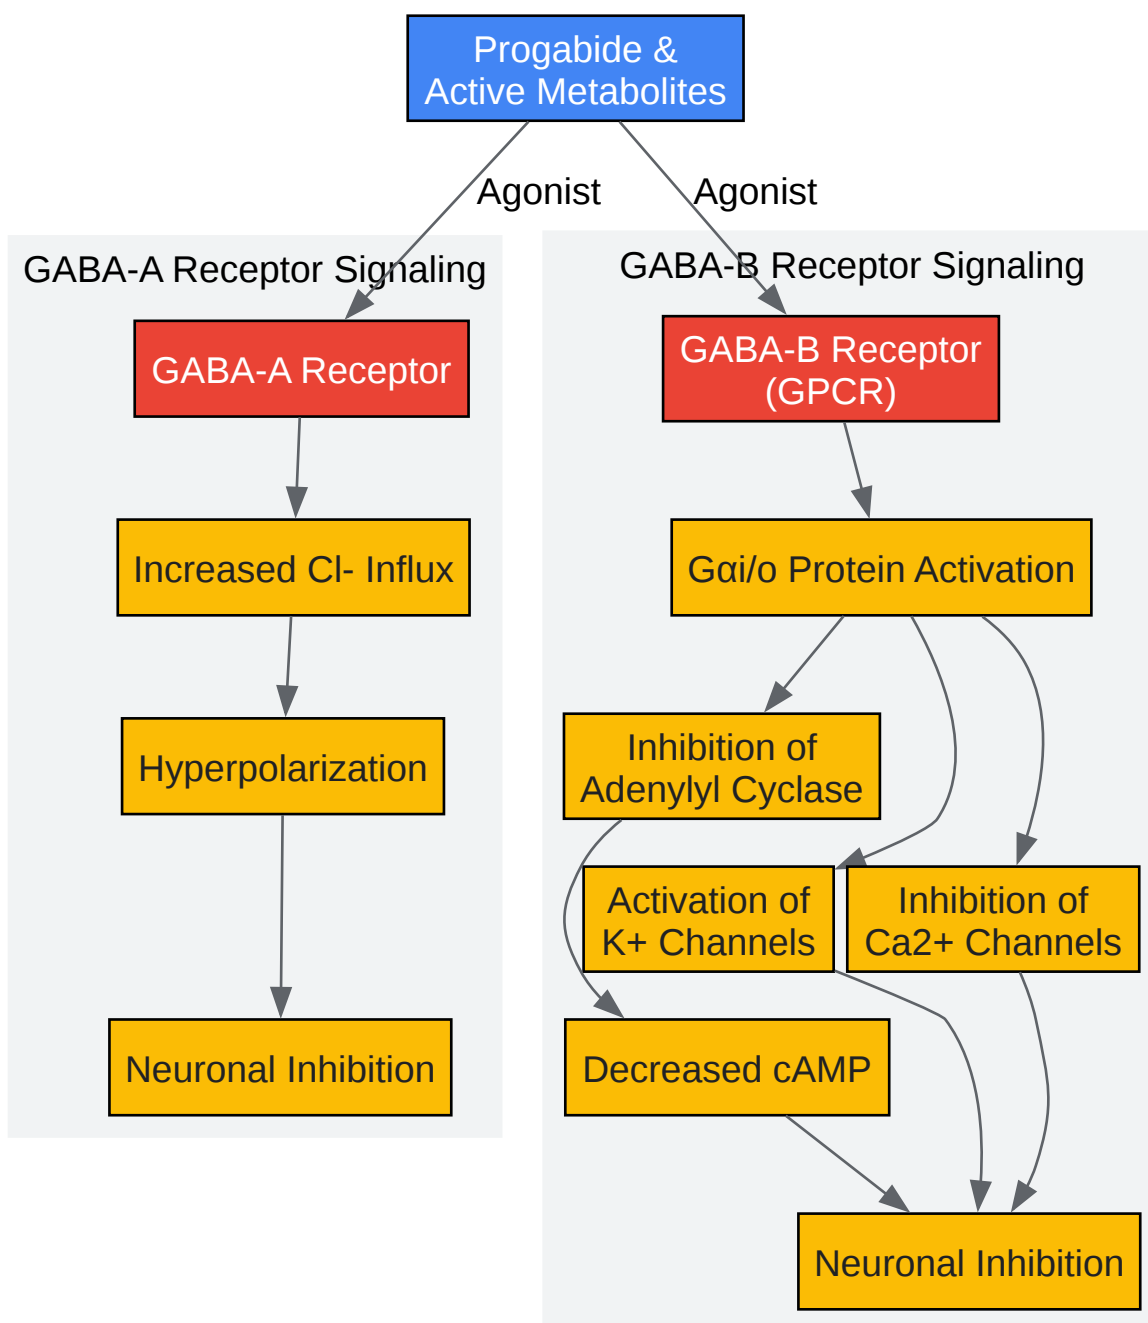 Progabide &
Active Metabolites
Agonist
Agonist
GABA-A Receptor Signaling
GABA-A Receptor
Increased Cl- Influx
Hyperpolarization
Neuronal Inhibition
GABA-B Receptor Signaling
GABA-B Receptor
(GPCR)
Gαi/o Protein Activation
Inhibition of
Adenylyl Cyclase
Activation of
K+ Channels
Inhibition of
Ca2+ Channels
Decreased cAMP
Neuronal Inhibition